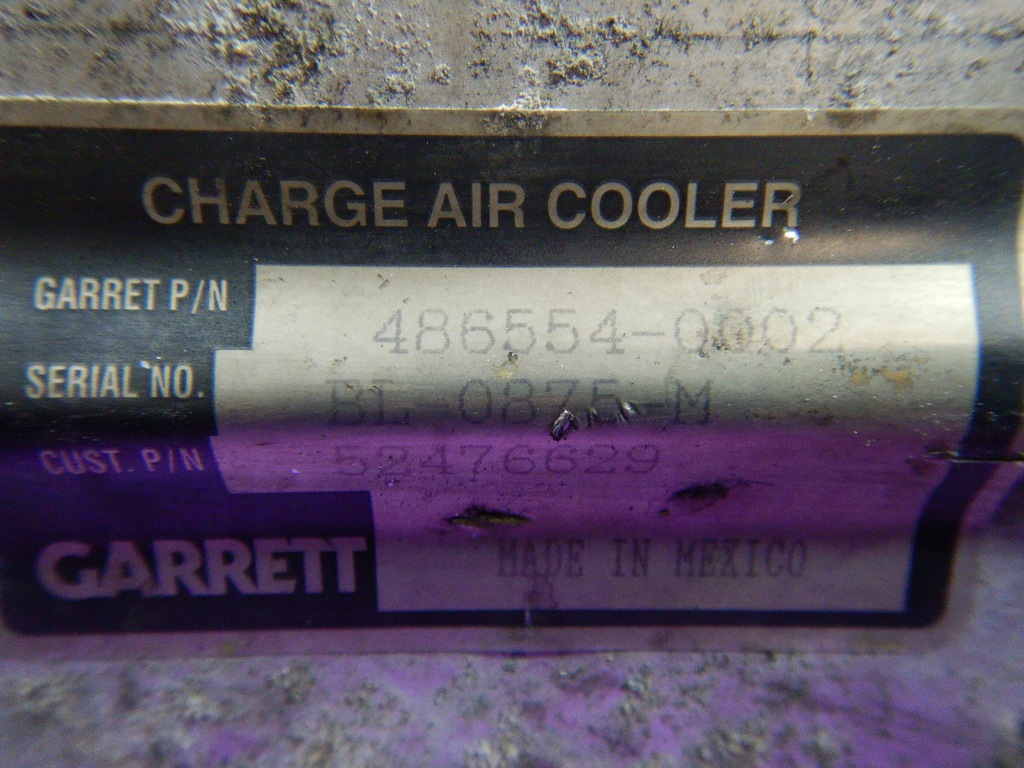 CHARGE AIR COOLER
GARRET P/N 486554-0002
SERIAL NO. BL-0875-M
CUST. P/N 52476629
GARRETT MADE IN MEXICO